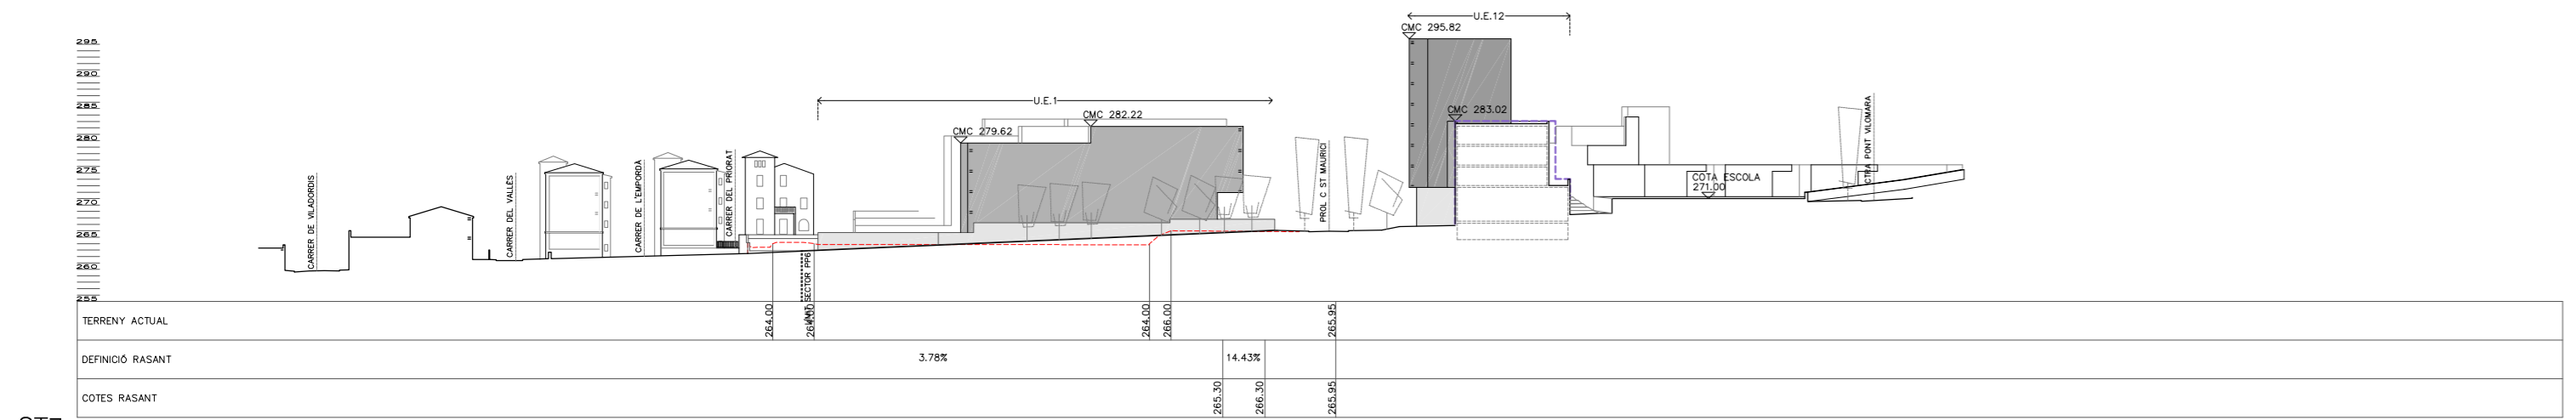 U.E.12
CMC 295.82
295
290
285
280
275
270
265
260
255
U.E.1
CMC 282.22
CMC 279.62
CMC 283.02
CARRER DE VILADORDIS
CARRER DEL VALLÈS
CARRER DE L'EMPORDÀ
CARRER DEL PRIORAT
PROL C ST MAURICI
COTA ESCOLA
271.00
CTRA PONT VILOMARA
LÍMIT SECTOR PP6
TERRENY ACTUAL
264.00
264.00
264.00
266.00
265.95
DEFINICIÓ RASANT
3.78%
14.43%
COTES RASANT
265.30
266.30
265.95